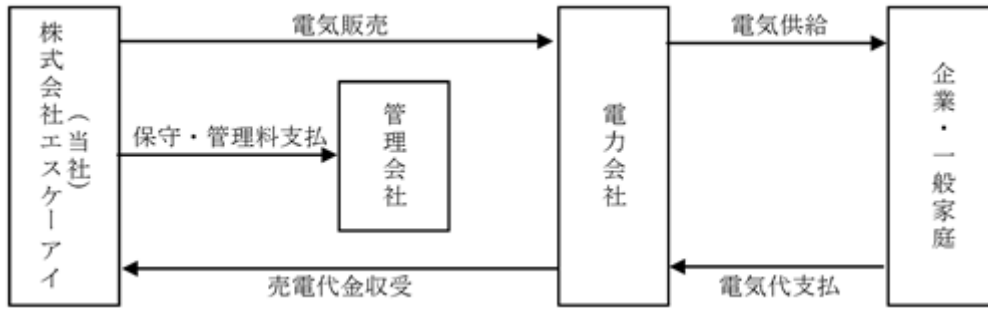 株式会社エスケーアイ
（当社）
電気販売
保守・管理料支払
管理会社
売電代金収受
電力会社
電気供給
電気代支払
企業・一般家庭